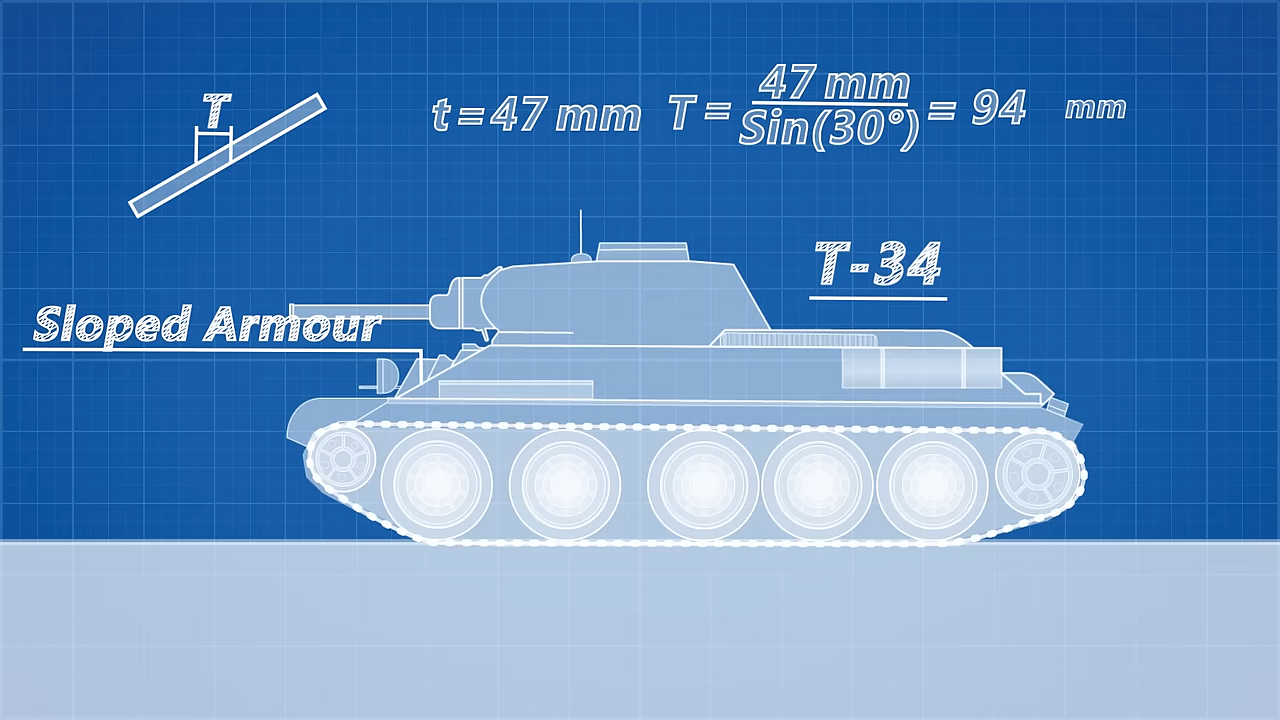 T
t = 47 mm T = 47 mm / Sin(30°) = 94 mm
T-34
Sloped Armour